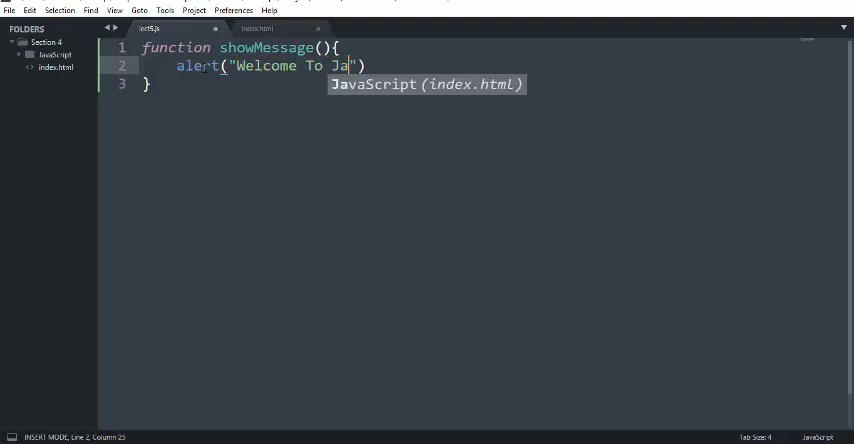 File Edit Selection Find View Goto Tools Project Preferences Help
FOLDERS
Section 4
JavaScript
index.html
lect5.js
index.html
1 function showMessage(){
2 alert("Welcome To Ja")
JavaScript (index.html)
3 }
INSERT MODE, Line 2, Column 25
Tab Size: 4
JavaScript